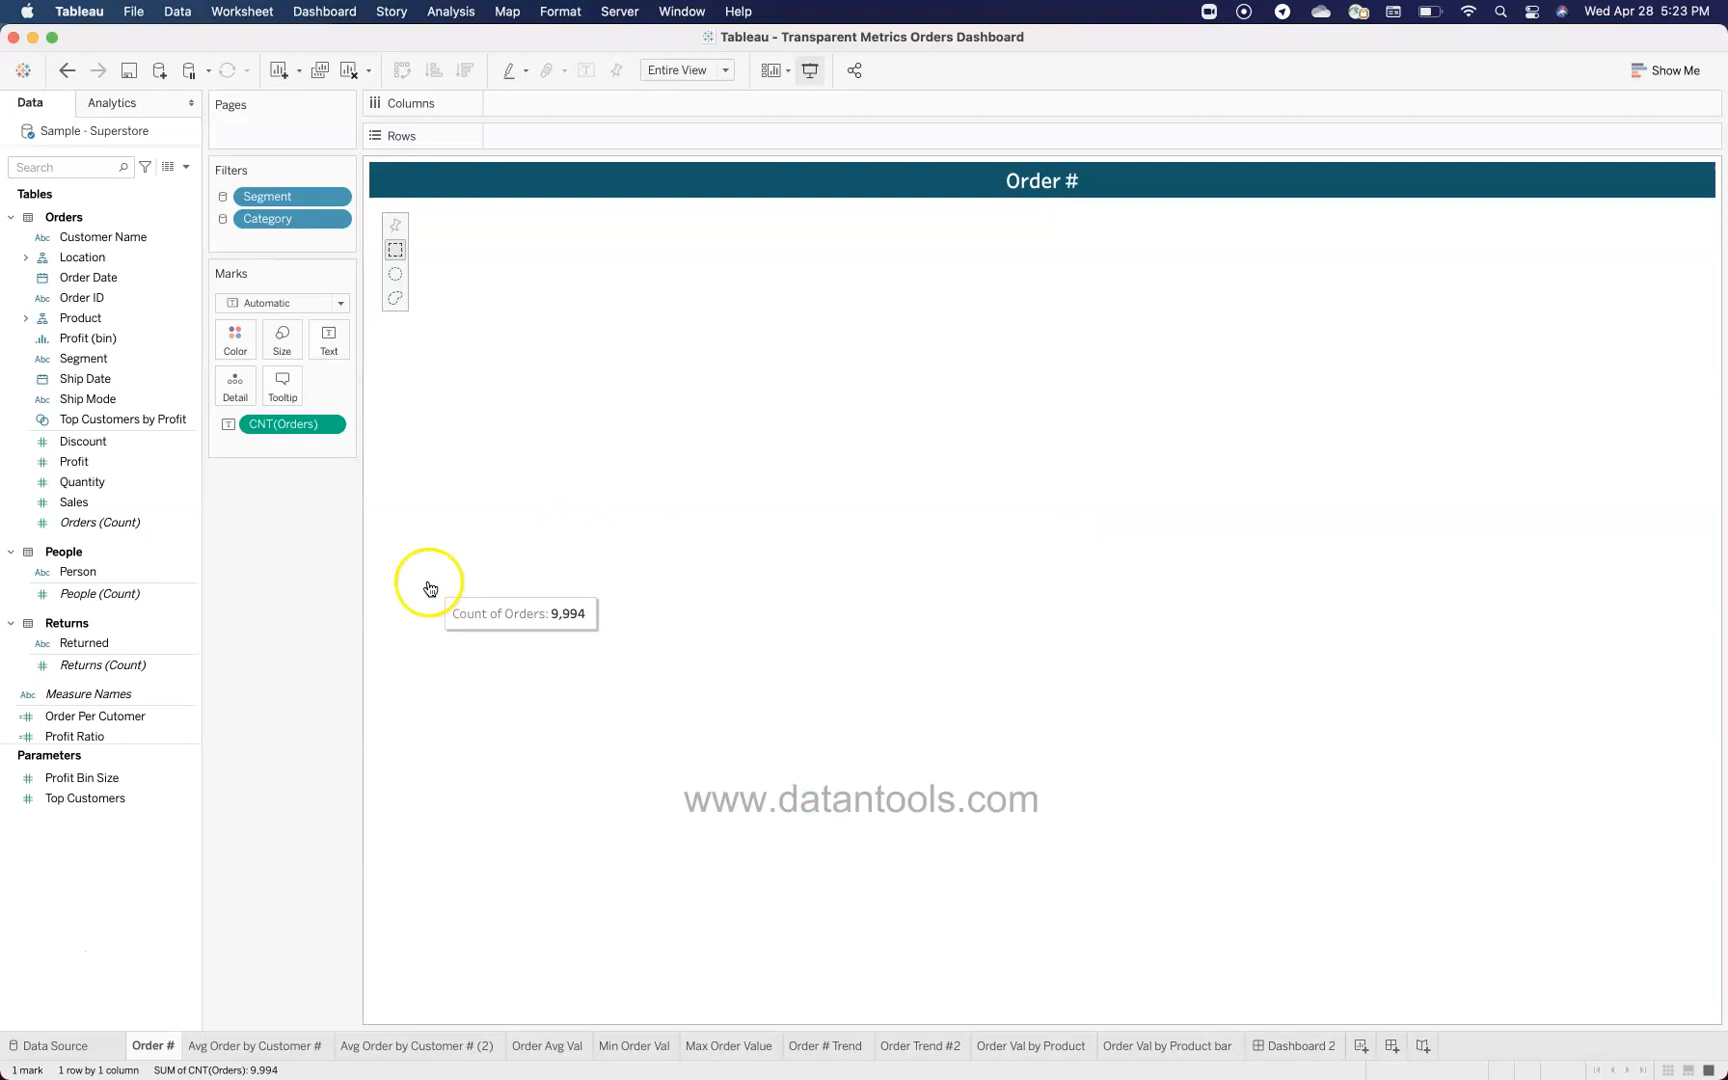 Tableau File Data Worksheet Dashboard Story Analysis Map Format Server Window Help Wed Apr 28 5:23 PM
Tableau - Transparent Metrics Orders Dashboard
Entire View Show Me
Data Analytics Pages Columns
Sample - Superstore Rows
Search Filters Order #
Tables Segment
Orders Category
Abc Customer Name
Location Marks
Order Date
Abc Order ID Automatic
Product
Profit (bin) Color Size Text
Abc Segment
Ship Date
Abc Ship Mode Detail Tooltip
Top Customers by Profit CNT(Orders)
Discount
Profit
Quantity
Sales
Orders (Count)
People
Abc Person
People (Count) Count of Orders: 9,994
Returns
Abc Returned
Returns (Count)
Abc Measure Names
Order Per Cutomer
Profit Ratio
Parameters
Profit Bin Size
Top Customers www.datantools.com
Data Source Order # Avg Order by Customer # Avg Order by Customer # (2) Order Avg Val Min Order Val Max Order Value Order # Trend Order Trend #2 Order Val by Product Order Val by Product bar Dashboard 2
1 mark 1 row by 1 column SUM of CNT(Orders): 9,994